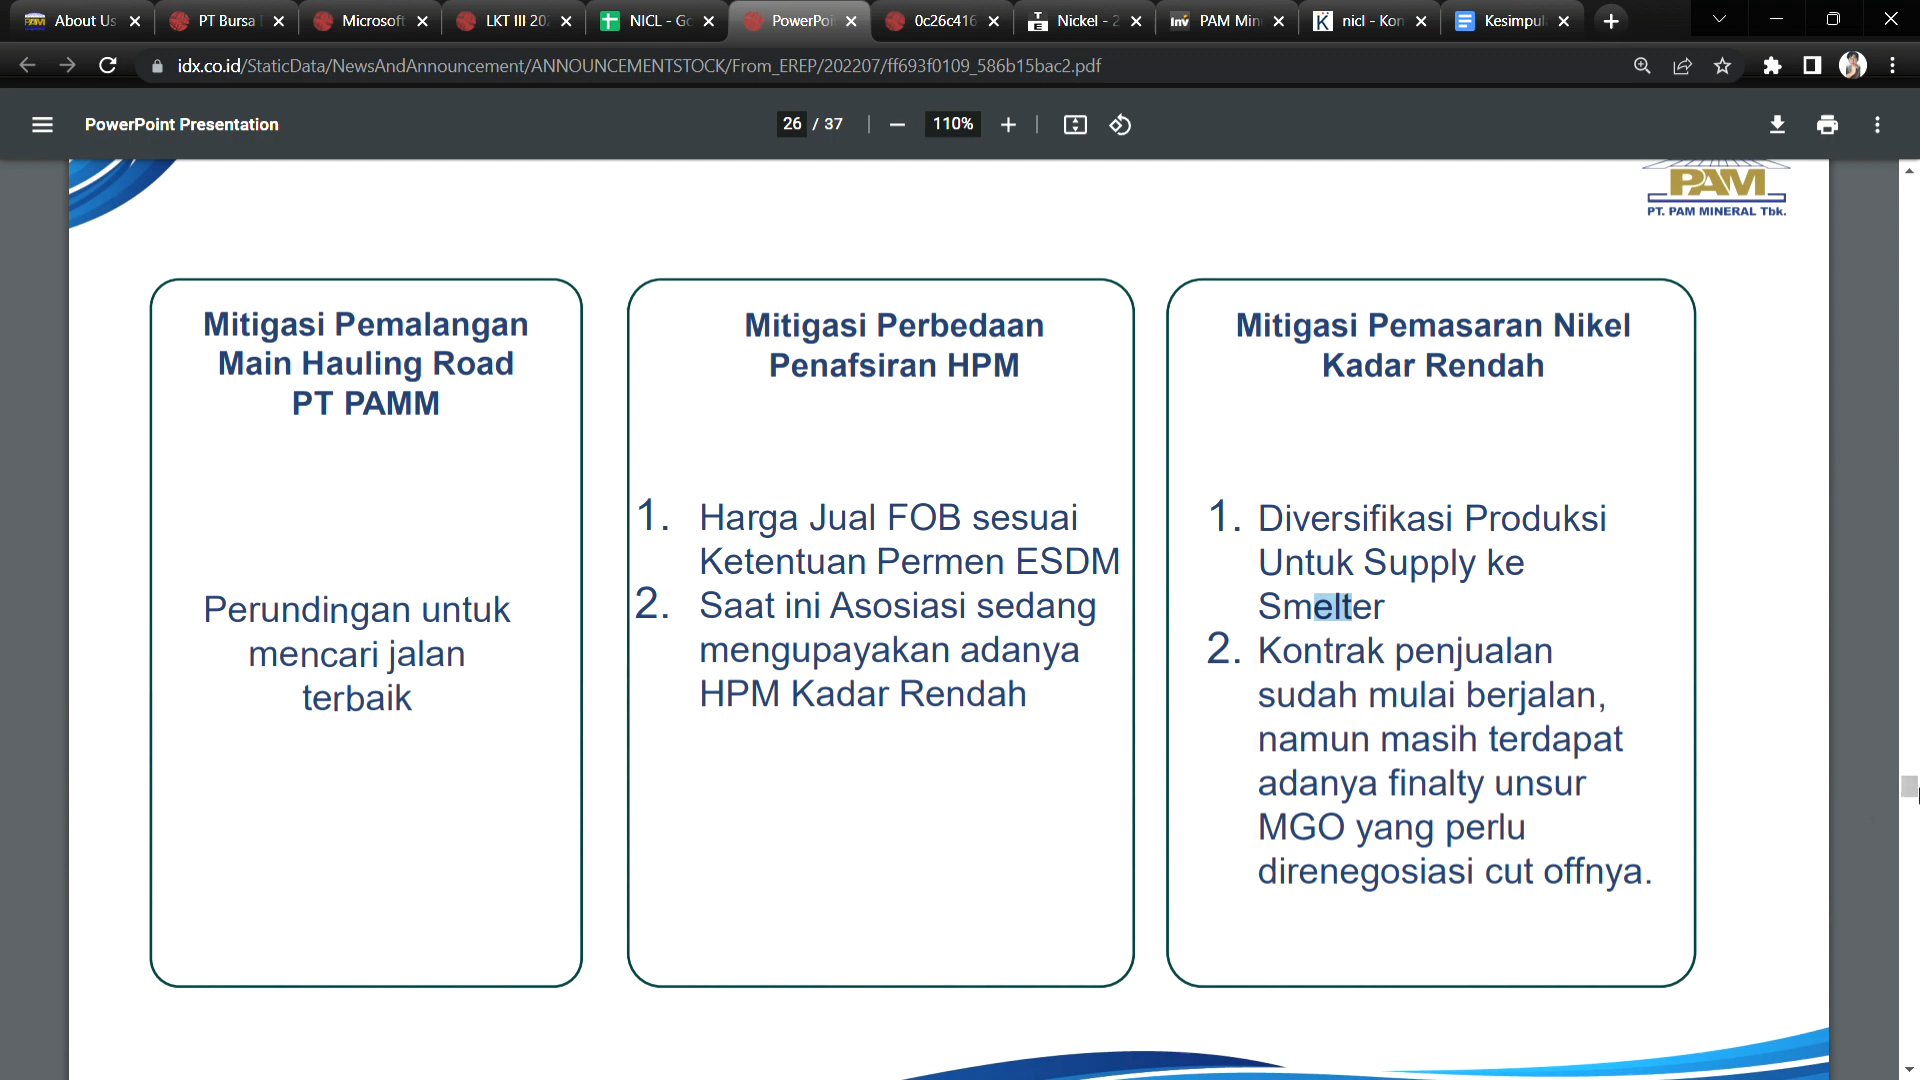 About Us
PT Bursa
Microsoft
LKT III 202
NICL - Go
PowerPoi
0c26c416
Nickel - 2
PAM Min
nicl - Kon
Kesimpul
idx.co.id/StaticData/NewsAndAnnouncement/ANNOUNCEMENTSTOCK/From_EREP/202207/ff693f0109_586b15bac2.pdf
PowerPoint Presentation
26 / 37
110%
PAM
PT. PAM MINERAL Tbk.
Mitigasi Pemalangan
Main Hauling Road
PT PAMM
Perundingan untuk
mencari jalan
terbaik
Mitigasi Perbedaan
Penafsiran HPM
1. Harga Jual FOB sesuai
Ketentuan Permen ESDM
2. Saat ini Asosiasi sedang
mengupayakan adanya
HPM Kadar Rendah
Mitigasi Pemasaran Nikel
Kadar Rendah
1. Diversifikasi Produksi
Untuk Supply ke
Smelter
2. Kontrak penjualan
sudah mulai berjalan,
namun masih terdapat
adanya finalty unsur
MGO yang perlu
direnegosiasi cut offnya.